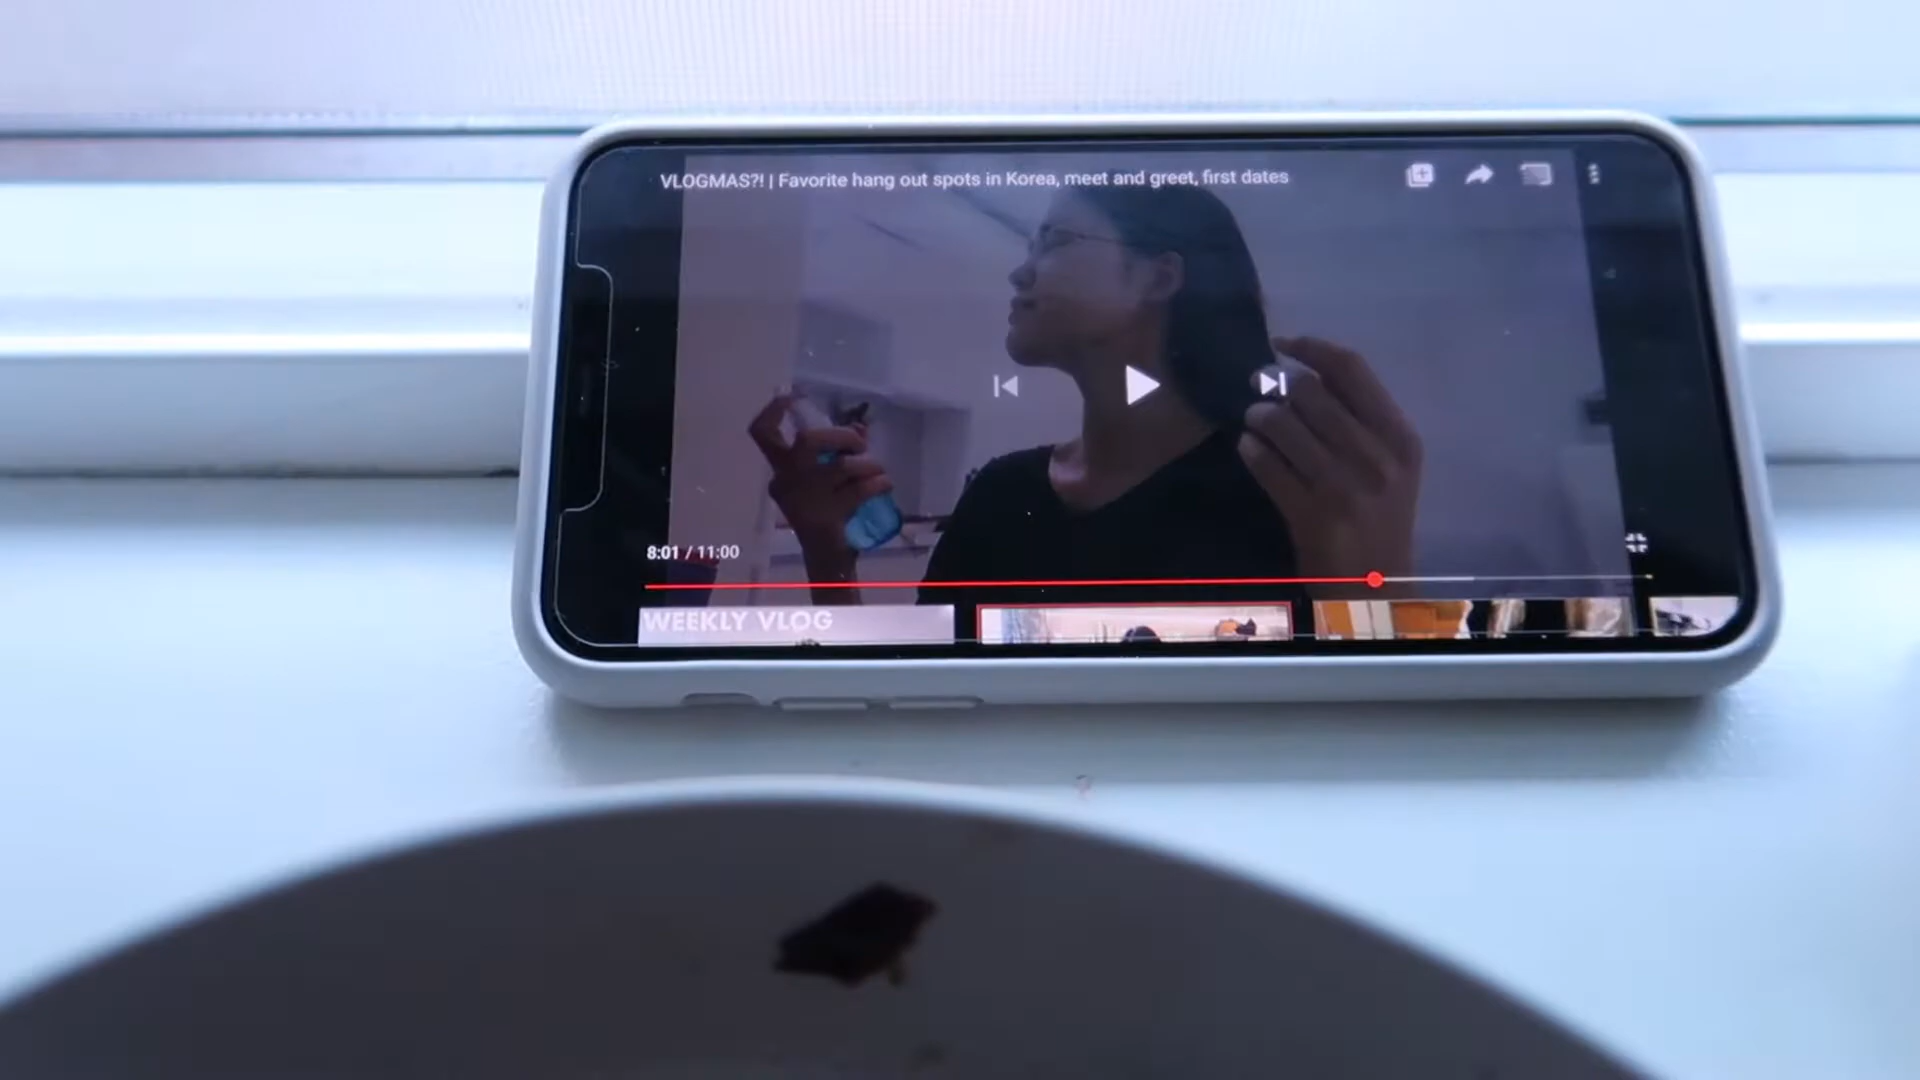 VLOGMAS?! | Favorite hang out spots in Korea, meet and greet, first dates
8:01 / 11:00
WEEKLY VLOG